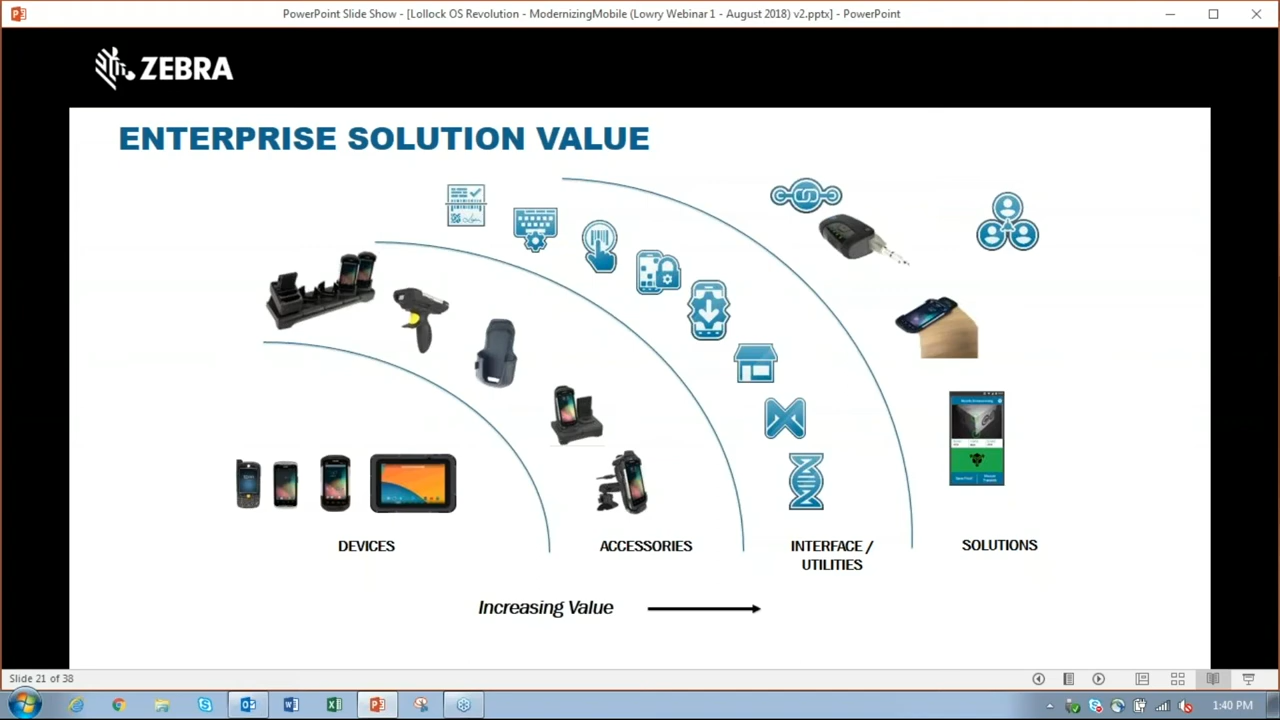 PowerPoint Slide Show - [Lollock OS Revolution - ModernizingMobile (Lowry Webinar 1 - August 2018) v2.pptx] - PowerPoint
ZEBRA
ENTERPRISE SOLUTION VALUE
DEVICES
ACCESSORIES
INTERFACE /
UTILITIES
SOLUTIONS
Increasing Value
Slide 21 of 38
1:40 PM